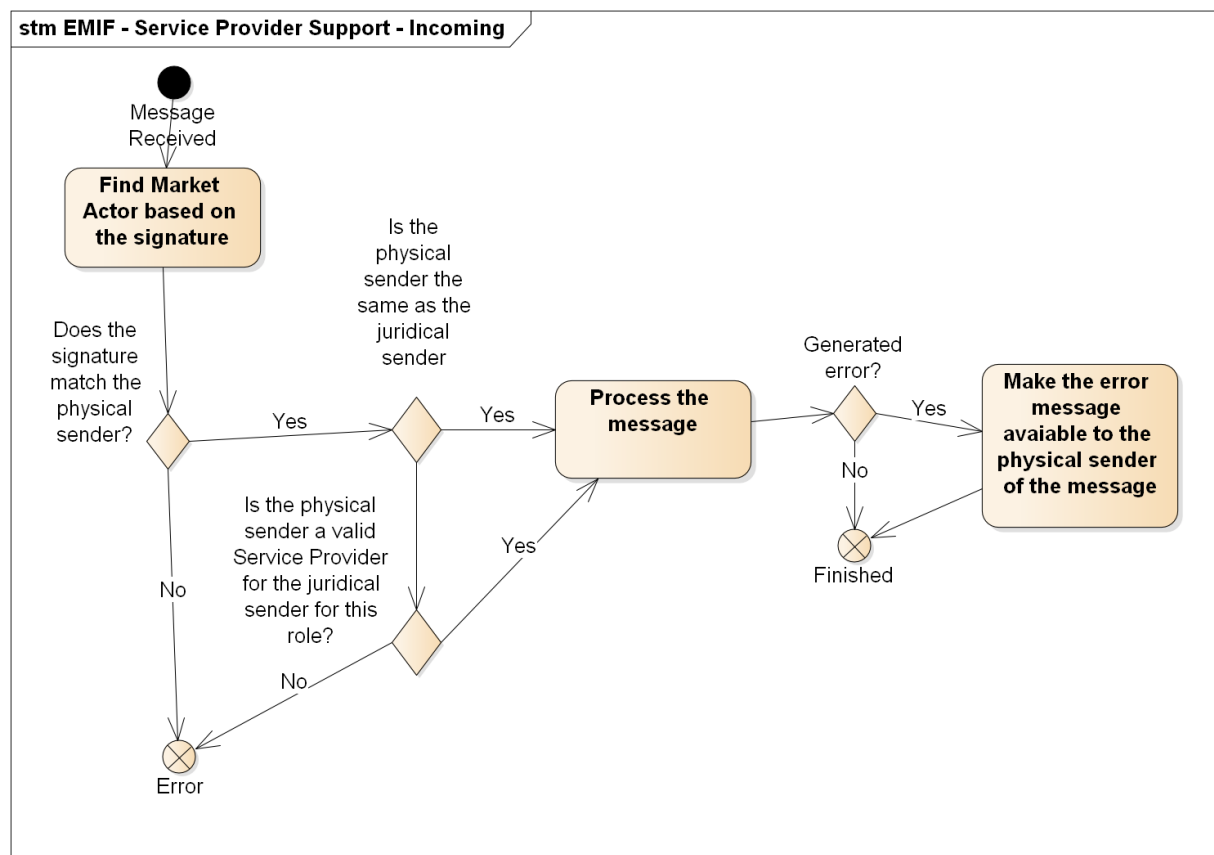 stm EMIF - Service Provider Support - Incoming
Message
Received
Find Market
Actor based on
the signature
Is the
physical
sender the
same as the
juridical
sender
Does the
signature
match the
physical
sender?
Yes
Yes
Process the
message
Generated
error?
Yes
Make the error
message
avaiable to the
physical sender
of the message
No
Finished
Is the physical
sender a valid
Service Provider
for the juridical
sender for this
role?
Yes
No
No
Error